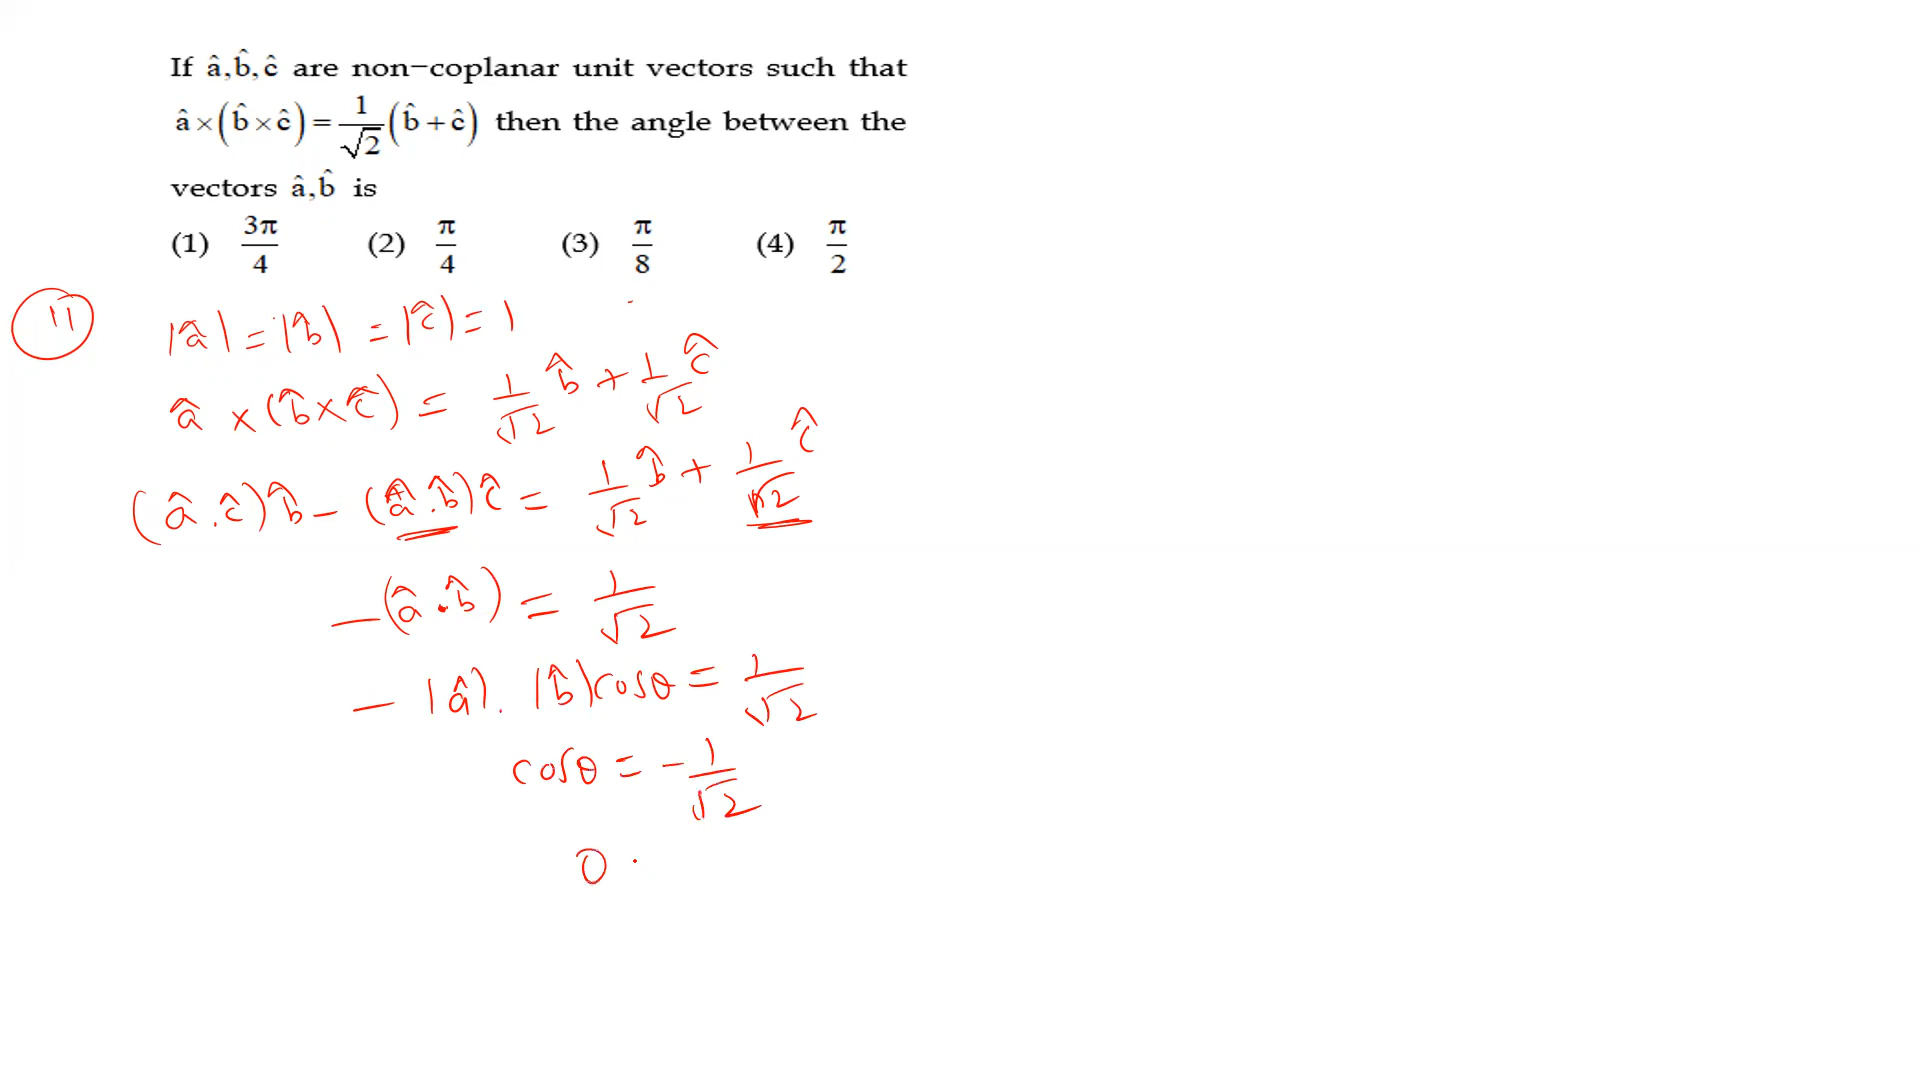 If â,b̂,ĉ are non−coplanar unit vectors such that
â×(b̂×ĉ)=1/√2(b̂+ĉ) then the angle between the
vectors â,b̂ is
(1) 3π/4 (2) π/4 (3) π/8 (4) π/2
11
|â| = |b̂| = |ĉ| = 1
â × (b̂×ĉ) = 1/√2 b̂ + 1/√2 ĉ
(â.ĉ)b̂ − (â.b̂)ĉ = 1/√2 b̂ + 1/√2 ĉ
−(â.b̂) = 1/√2
− |â|. |b̂|cosθ = 1/√2
cosθ = −1/√2